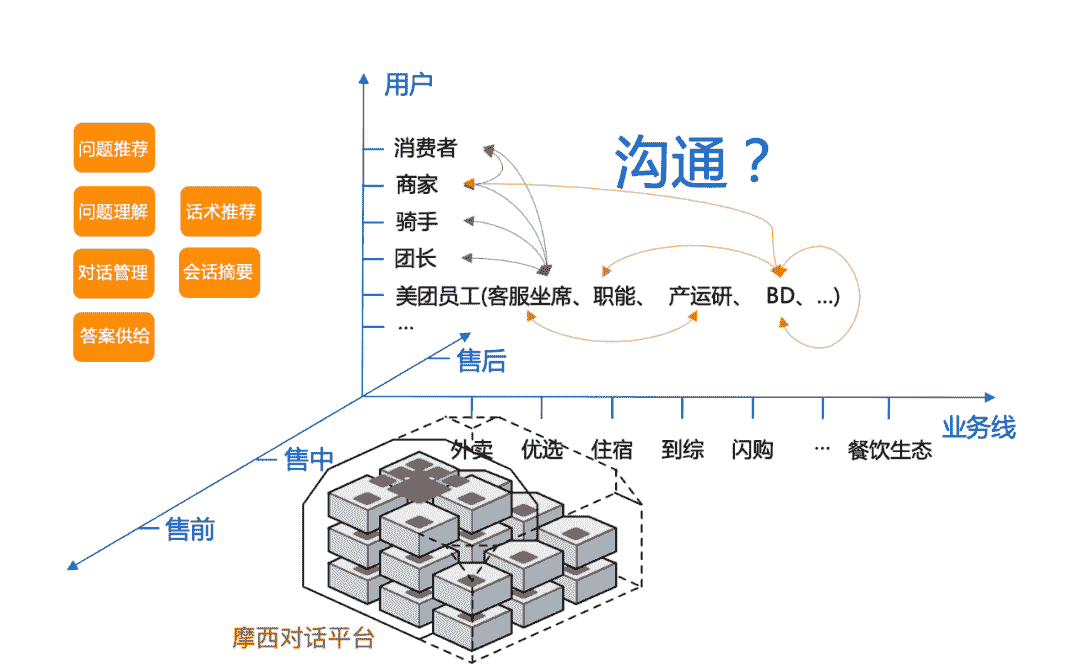 用户
问题推荐
问题理解
话术推荐
对话管理
会话摘要
答案供给
消费者
商家
骑手
团长
美团员工(客服坐席、职能、 产运研、 BD、...)
...
沟通？
售后
售中
售前
外卖 优选 住宿 到综 闪购 ... 餐饮生态
业务线
摩西对话平台